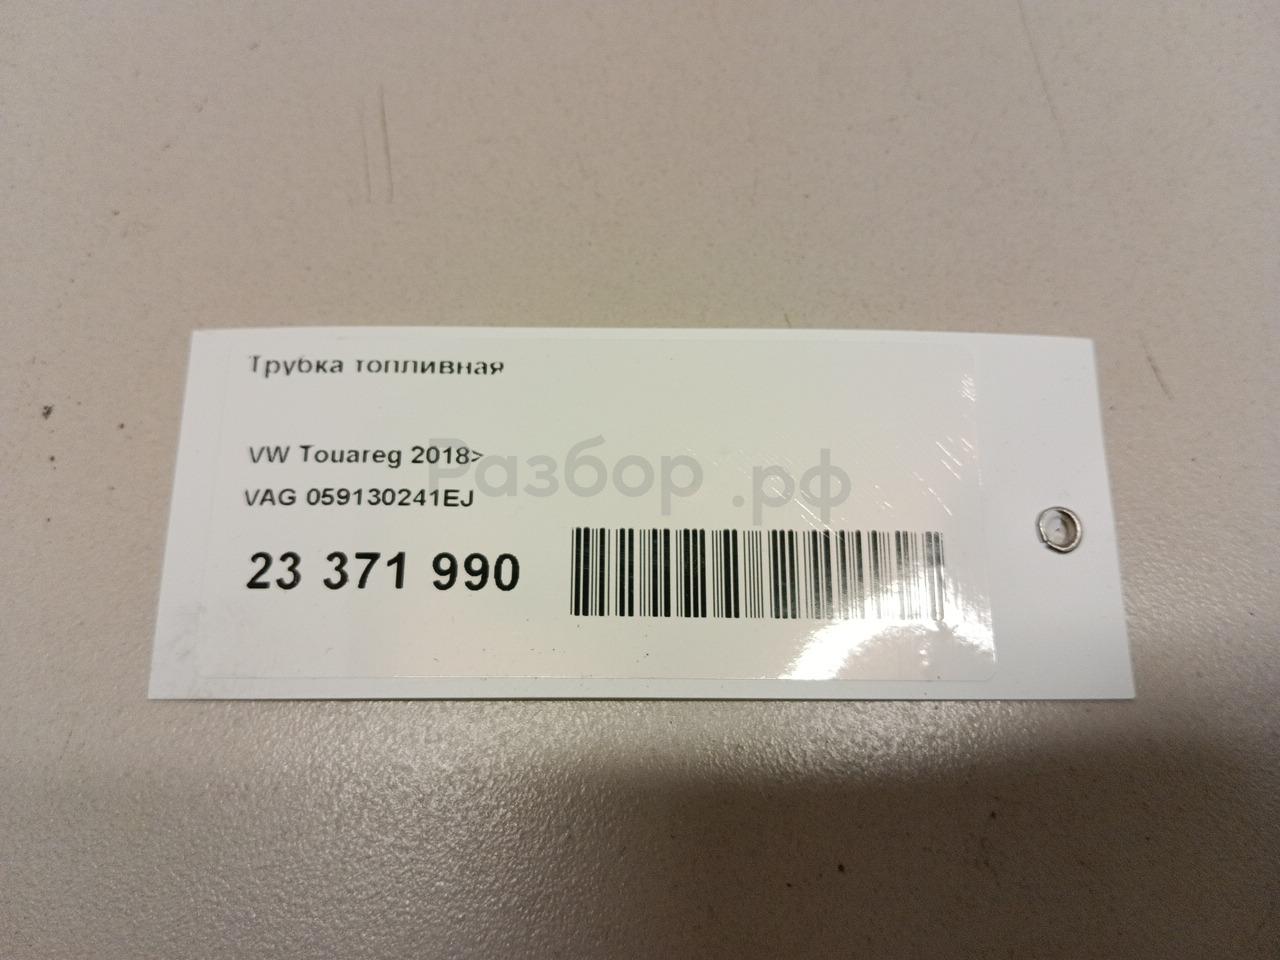 Трубка топливная
VW Touareg 2018>
Разбор.рф
VAG 059130241EJ
23 371 990